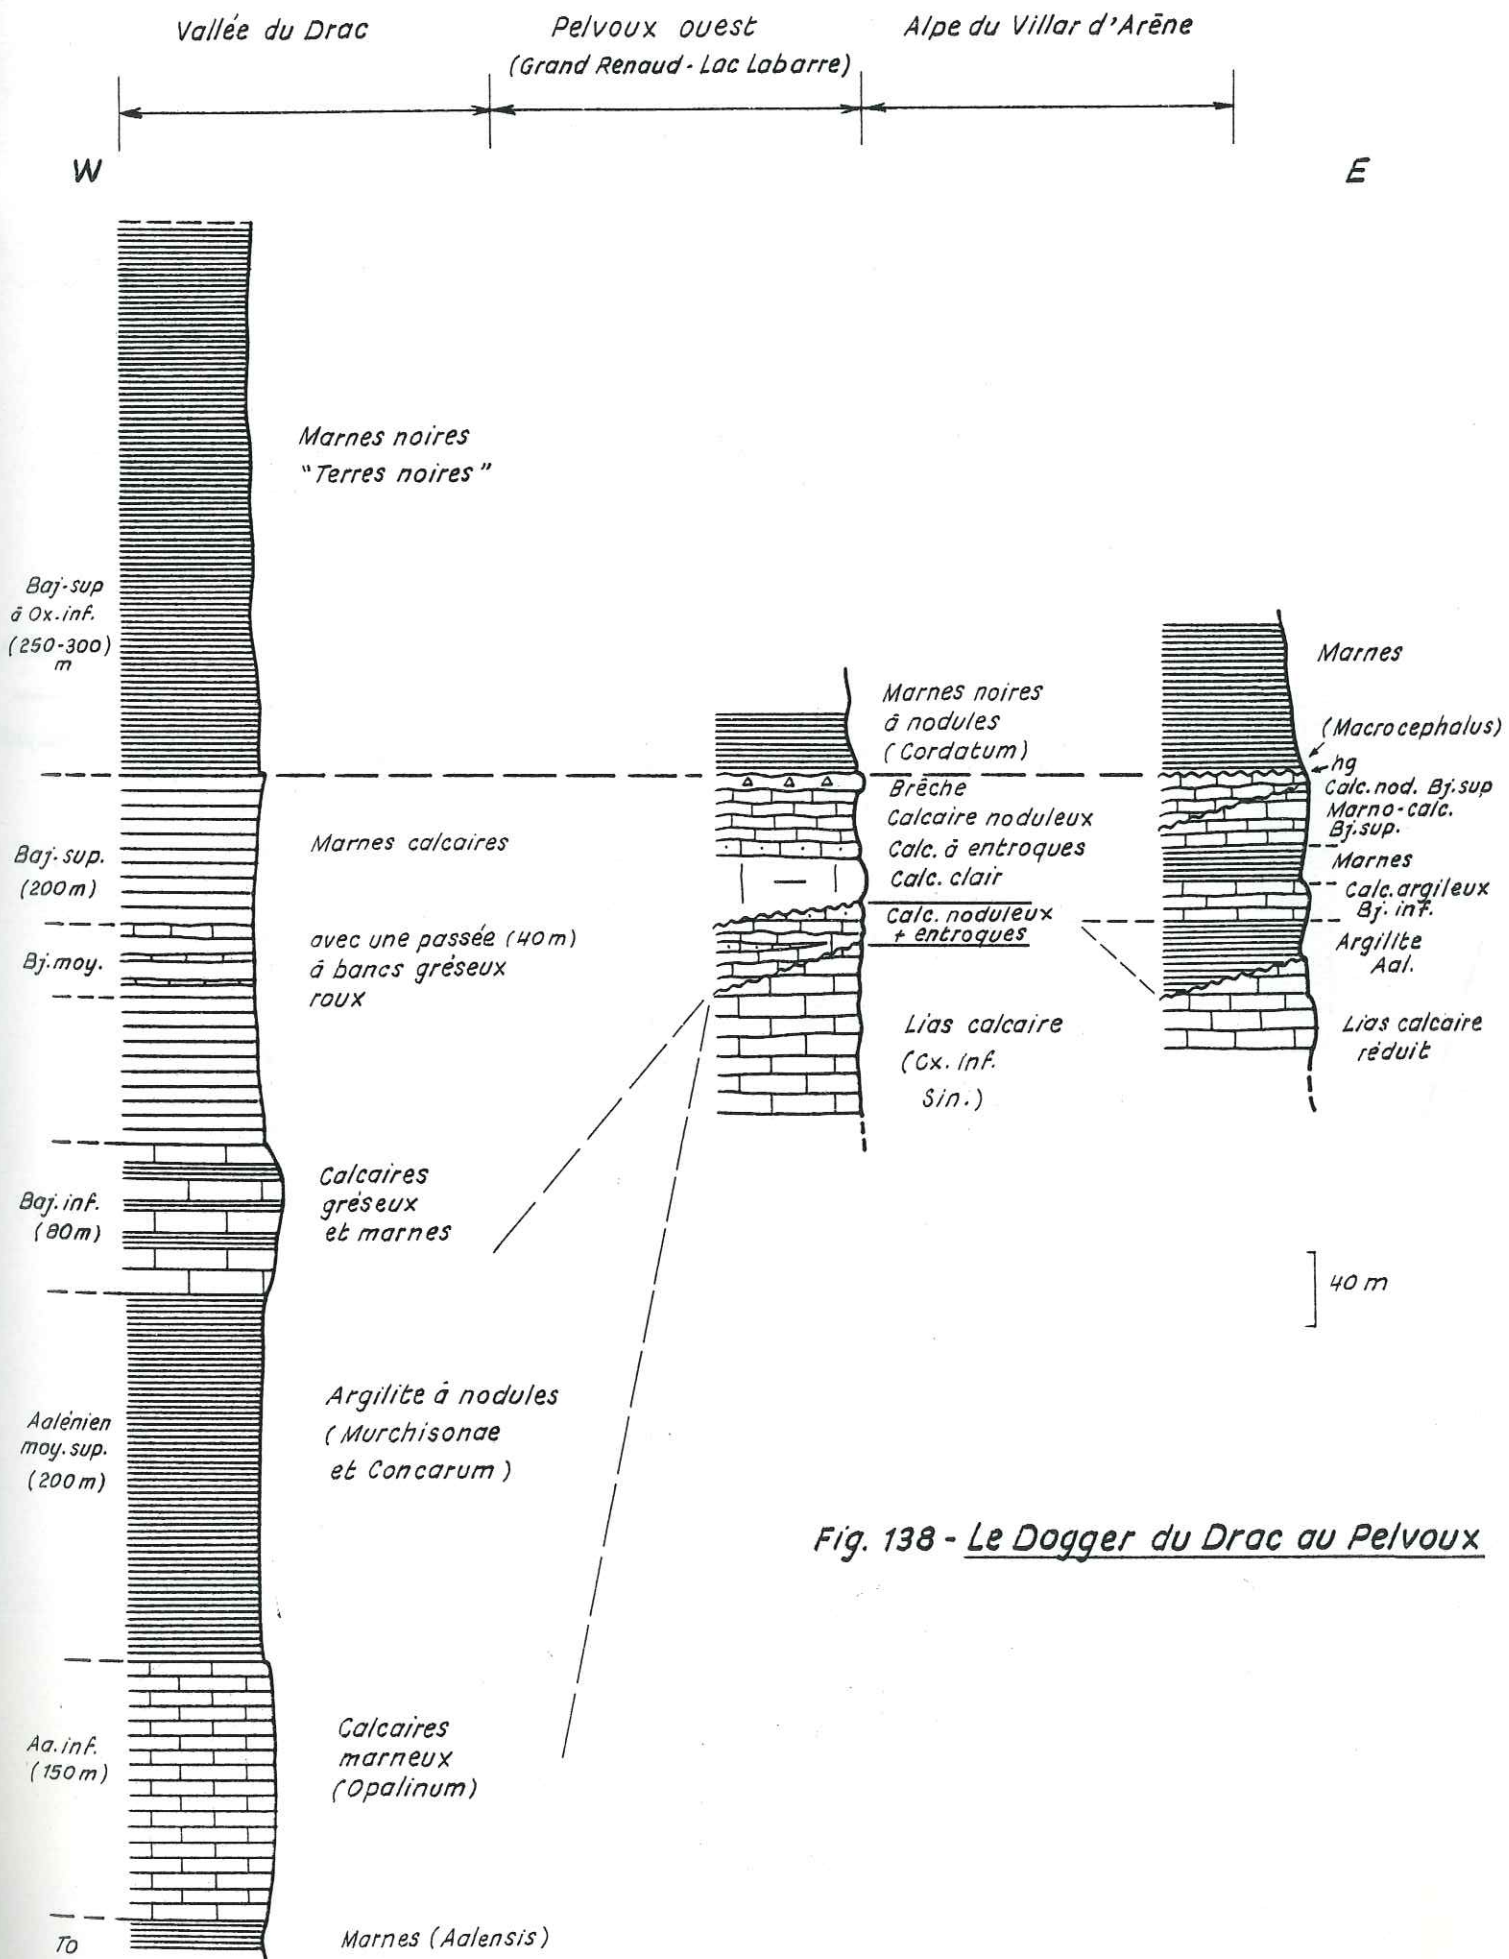 Vallée du Drac
Pelvoux ouest
(Grand Renaud - Lac Labarre)
Alpe du Villar d'Arêne
W
E
Baj-sup
à Ox.inf.
(250-300)
m
Baj. sup.
(200m)
Bj.moy.
Baj.inf.
(80m)
Aalénien
moy.sup.
(200m)
Aa.inf.
(150m)
To
Marnes noires
"Terres noires"
Marnes calcaires
avec une passée (40m)
à bancs gréseux
roux
Calcaires
gréseux
et marnes
Argilite à nodules
(Murchisonae
et Concarum)
Calcaires
marneux
(Opalinum)
Marnes (Aalensis)
Marnes noires
à nodules
(Cordatum)
Brêche
Calcaire noduleux
Calc. à entroques
Calc. clair
Calc. noduleux
+ entroques
Lias calcaire
(Cx. Inf.
Sin.)
Marnes
(Macrocephalus)
hg
Calc.nod. Bj.sup
Marno-calc.
Bj.sup.
Marnes
Calc.argileux
Bj. inf.
Argilite
Aal.
Lias calcaire
réduit
40 m
Fig. 138 - Le Dogger du Drac au Pelvoux